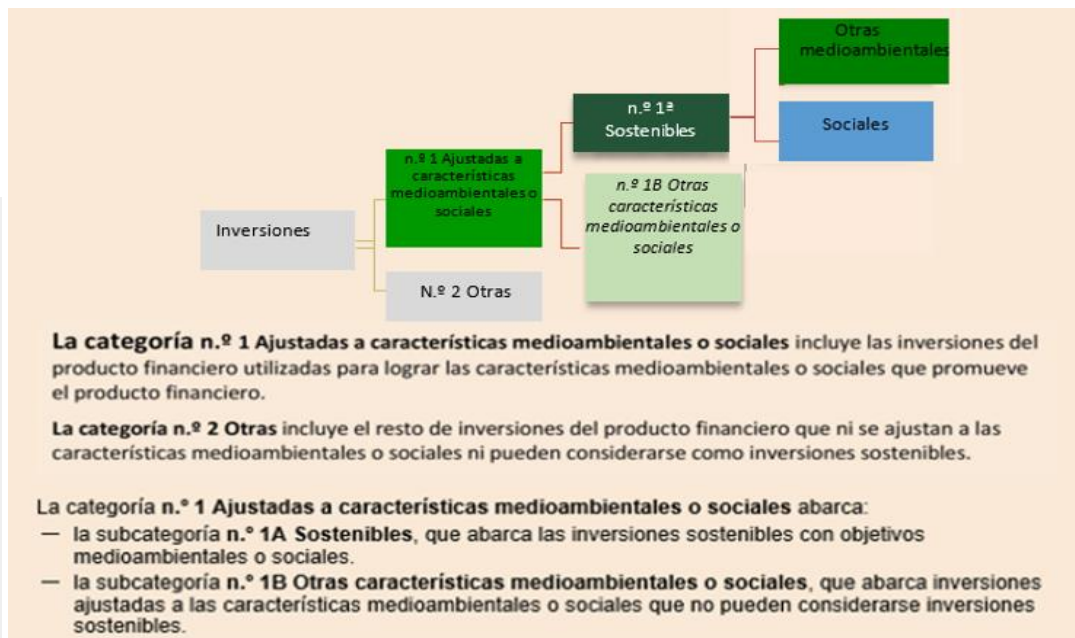 Otras
medioambientales
n.º 1ª
Sostenibles
Sociales
n.º 1 Ajustadas a
características
medioambientales o
sociales
n.º 1B Otras
características
medioambientales o
sociales
Inversiones
N.º 2 Otras
La categoría n.º 1 Ajustadas a características medioambientales o sociales incluye las inversiones del
producto financiero utilizadas para lograr las características medioambientales o sociales que promueve
el producto financiero.
La categoría n.º 2 Otras incluye el resto de inversiones del producto financiero que ni se ajustan a las
características medioambientales o sociales ni pueden considerarse como inversiones sostenibles.
La categoría n.º 1 Ajustadas a características medioambientales o sociales abarca:
— la subcategoría n.º 1A Sostenibles, que abarca las inversiones sostenibles con objetivos
medioambientales o sociales.
— la subcategoría n.º 1B Otras características medioambientales o sociales, que abarca inversiones
ajustadas a las características medioambientales o sociales que no pueden considerarse inversiones
sostenibles.